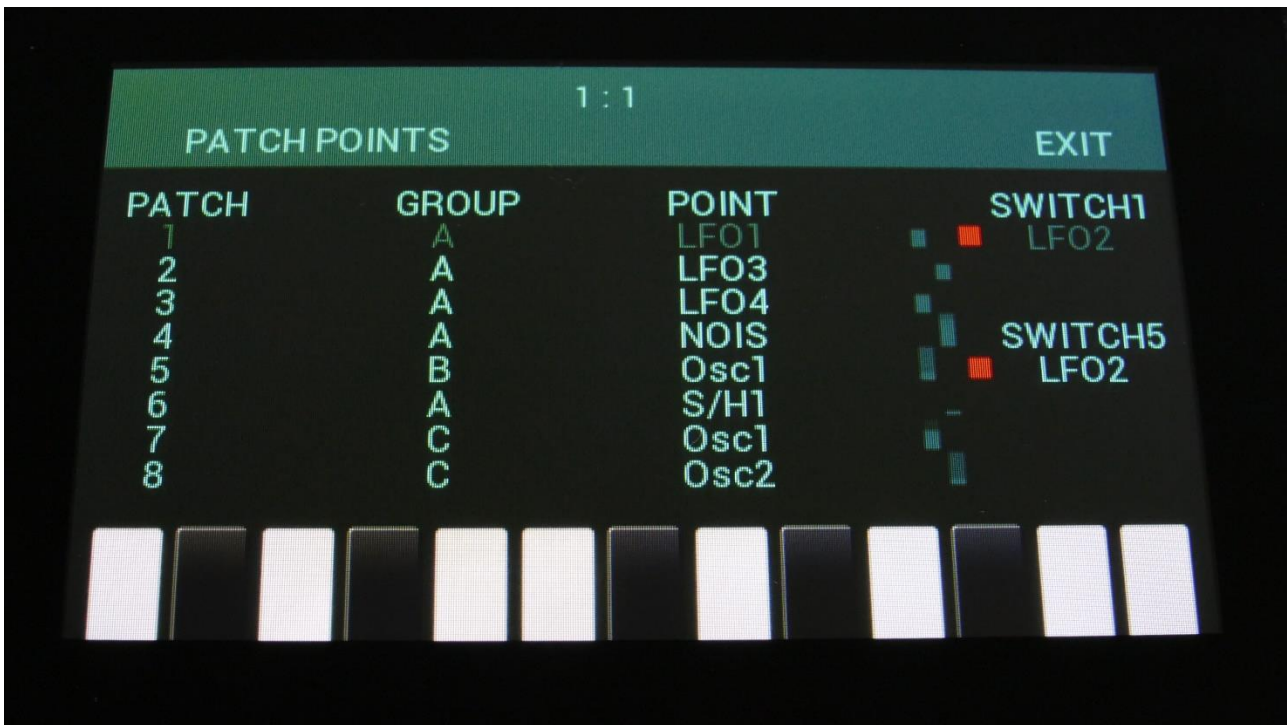 1 : 1
PATCH POINTS EXIT
PATCH GROUP POINT SWITCH1
1 A LFO1 LFO2
2 A LFO3
3 A LFO4
4 A NOIS SWITCH5
5 B Osc1 LFO2
6 A S/H1
7 C Osc1
8 C Osc2